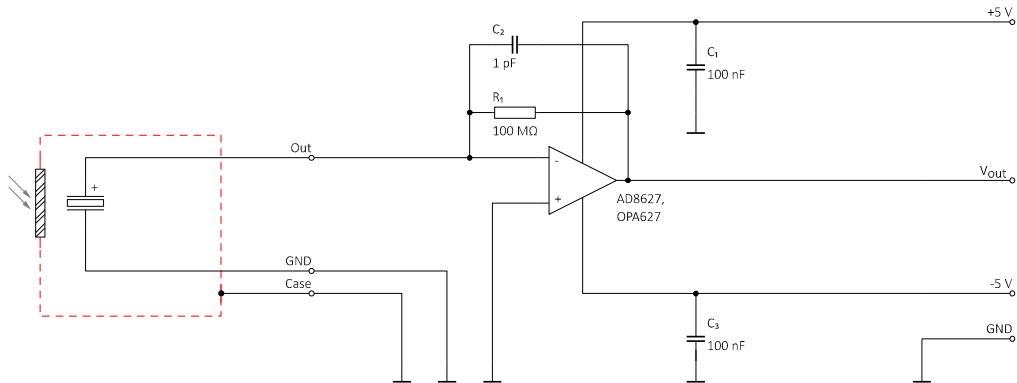 +5 V
C₂
1 pF
C₁
100 nF
R₁
100 MΩ
Out
-
+
+
Vout
AD8627,
OPA627
GND
Case
-5 V
C₃
100 nF
GND